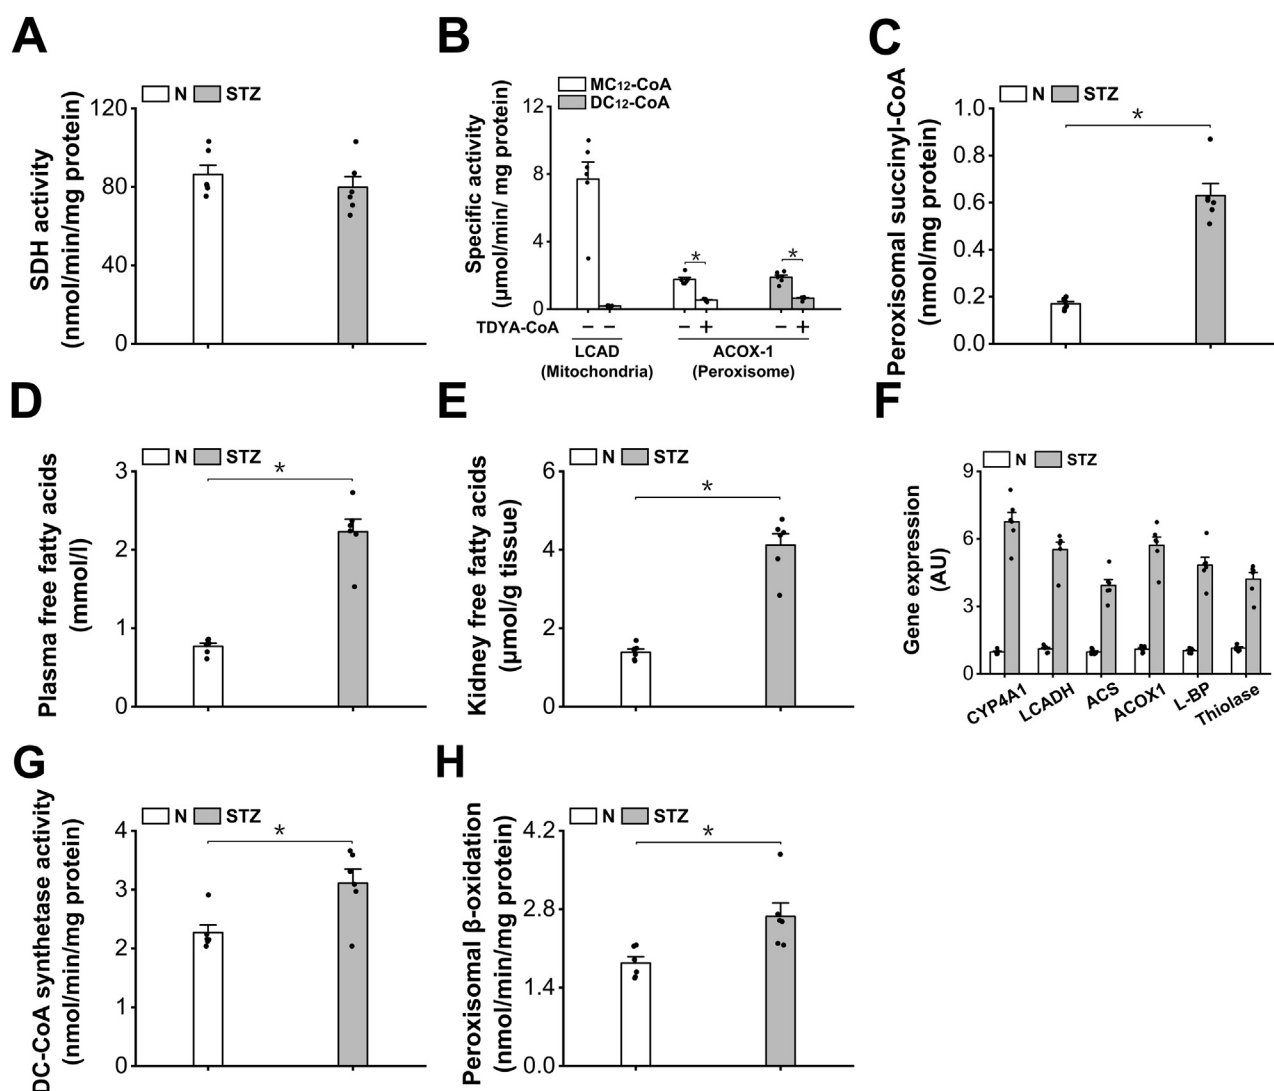 A
N STZ
SDH activity
(nmol/min/mg protein)
120
80
40
0
B
MC12-CoA
DC12-CoA
Specific activity
(μmol/min/ mg protein)
12
8
4
0
*
*
TDYA-CoA − − − + − +
LCAD
(Mitochondria)
ACOX-1
(Peroxisome)
C
N STZ
Peroxisomal succinyl-CoA
(nmol/mg protein)
1.0
0.8
0.6
0.4
0.2
0.0
*
D
N STZ
Plasma free fatty acids
(mmol/l)
3
2
1
0
*
E
N STZ
Kidney free fatty acids
(μmol/g tissue)
6
4
2
0
*
F
N STZ
Gene expression
(AU)
9
6
3
0
CYP4A1
LCADH
ACS
ACOX1
L-BP
Thiolase
G
N STZ
DC-CoA synthetase activity
(nmol/min/mg protein)
4
3
2
1
0
*
H
N STZ
Peroxisomal β-oxidation
(nmol/min/mg protein)
4.2
2.8
1.4
0.0
*